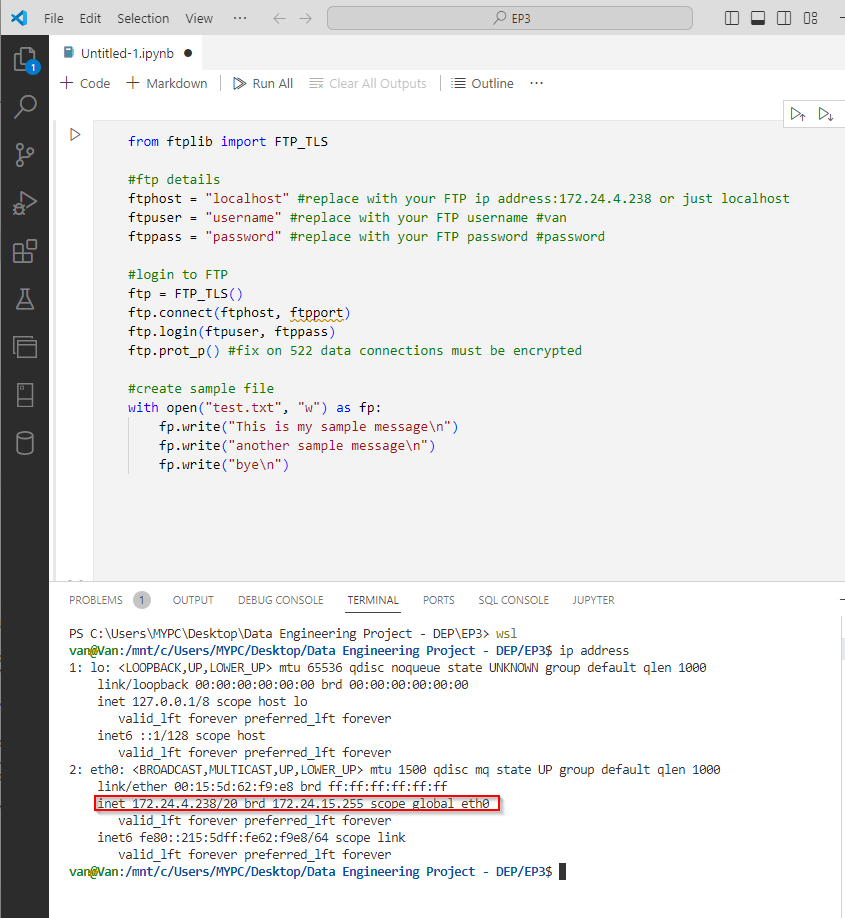 File Edit Selection View ··· EP3
Untitled-1.ipynb
Code Markdown Run All Clear All Outputs Outline ···
from ftplib import FTP_TLS
#ftp details
ftphost = "localhost" #replace with your FTP ip address:172.24.4.238 or just localhost
ftpuser = "username" #replace with your FTP username #van
ftppass = "password" #replace with your FTP password #password
#login to FTP
ftp = FTP_TLS()
ftp.connect(ftphost, ftpport)
ftp.login(ftpuser, ftppass)
ftp.prot_p() #fix on 522 data connections must be encrypted
#create sample file
with open("test.txt", "w") as fp:
    fp.write("This is my sample message\n")
    fp.write("another sample message\n")
    fp.write("bye\n")
PROBLEMS 1 OUTPUT DEBUG CONSOLE TERMINAL PORTS SQL CONSOLE JUPYTER
PS C:\Users\MYPC\Desktop\Data Engineering Project - DEP\EP3> wsl
van@Van:/mnt/c/Users/MYPC/Desktop/Data Engineering Project - DEP/EP3$ ip address
1: lo: <LOOPBACK,UP,LOWER_UP> mtu 65536 qdisc noqueue state UNKNOWN group default qlen 1000
    link/loopback 00:00:00:00:00:00 brd 00:00:00:00:00:00
    inet 127.0.0.1/8 scope host lo
       valid_lft forever preferred_lft forever
    inet6 ::1/128 scope host
       valid_lft forever preferred_lft forever
2: eth0: <BROADCAST,MULTICAST,UP,LOWER_UP> mtu 1500 qdisc mq state UP group default qlen 1000
    link/ether 00:15:5d:62:f9:e8 brd ff:ff:ff:ff:ff:ff
    inet 172.24.4.238/20 brd 172.24.15.255 scope global eth0
       valid_lft forever preferred_lft forever
    inet6 fe80::215:5dff:fe62:f9e8/64 scope link
       valid_lft forever preferred_lft forever
van@Van:/mnt/c/Users/MYPC/Desktop/Data Engineering Project - DEP/EP3$